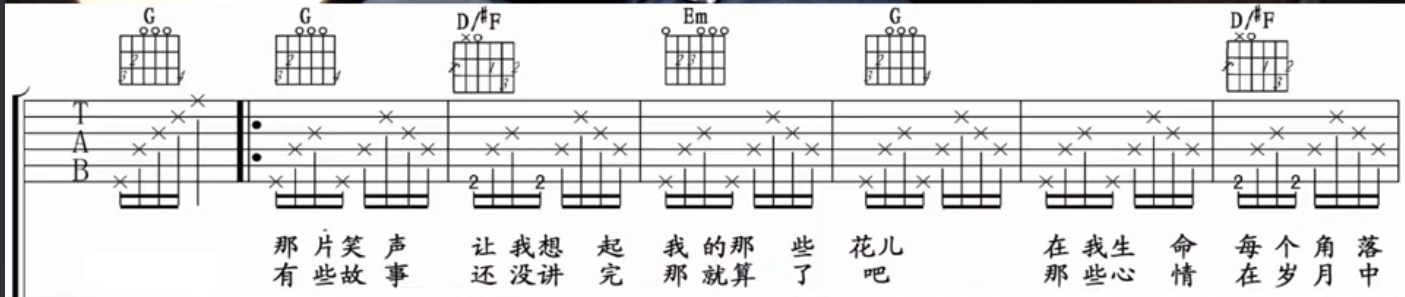 G G D/#F Em G D/#F
T
A
B
2 2 2 2
那片笑声 让我想起 我的那些 花儿 在我生命 每个角落
有些故事 还没讲完 那就算了 吧 那些心情 在岁月中